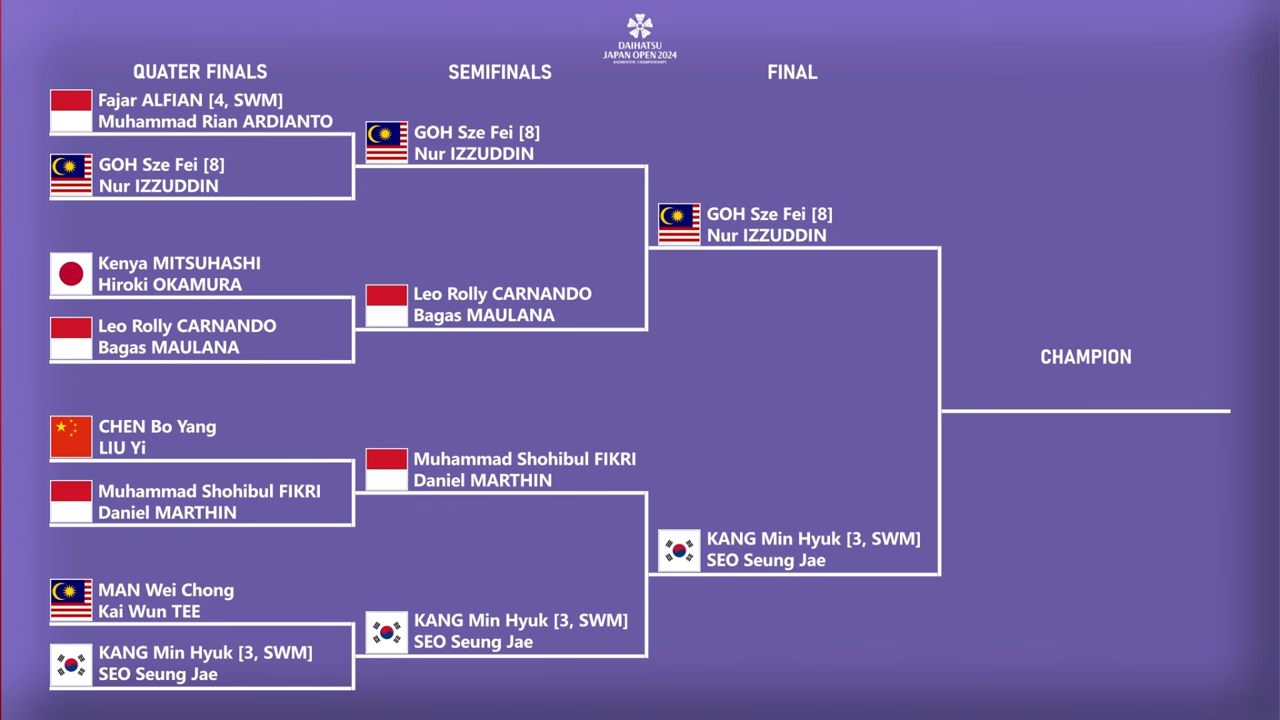 DAIHATSU
JAPAN OPEN 2024
BADMINTON CHAMPIONSHIPS
QUATER FINALS
SEMIFINALS
FINAL
Fajar ALFIAN [4, SWM]
Muhammad Rian ARDIANTO
GOH Sze Fei [8]
Nur IZZUDDIN
Kenya MITSUHASHI
Hiroki OKAMURA
Leo Rolly CARNANDO
Bagas MAULANA
CHEN Bo Yang
LIU Yi
Muhammad Shohibul FIKRI
Daniel MARTHIN
MAN Wei Chong
Kai Wun TEE
KANG Min Hyuk [3, SWM]
SEO Seung Jae
GOH Sze Fei [8]
Nur IZZUDDIN
Leo Rolly CARNANDO
Bagas MAULANA
Muhammad Shohibul FIKRI
Daniel MARTHIN
KANG Min Hyuk [3, SWM]
SEO Seung Jae
GOH Sze Fei [8]
Nur IZZUDDIN
KANG Min Hyuk [3, SWM]
SEO Seung Jae
CHAMPION